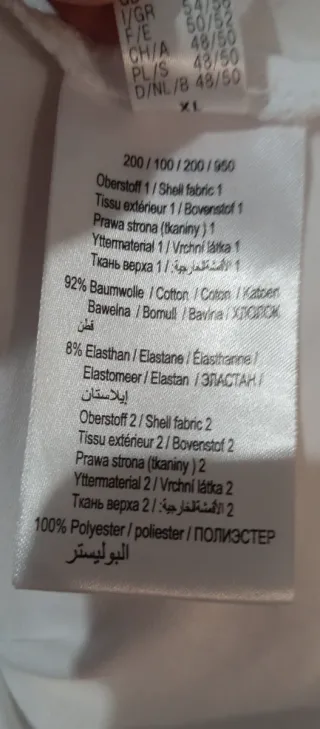 I/GR 54/56
F/E 50/52
CH/A 48/50
PL/S 48/50
D/NL/B 48/50
XL
200 / 100 / 200 / 950
Oberstoff 1 / Shell fabric 1
Tissu extérieur 1 / Bovenstof 1
Prawa strona (tkaniny ) 1
Yttermaterial 1 / Vrchní látka 1
Ткань верха 1 / الأقمشة الخارجية: 1
92% Baumwolle / Cotton / Coton / Katoen
Bawełna / Bomull / Bavlna / ХЛОПОК
قطن
8% Elasthan / Elastane / Élasthanne /
Elastomeer / Elastan / ЭЛАСТАН /
إيلاستان
Oberstoff 2 / Shell fabric 2
Tissu extérieur 2 / Bovenstof 2
Prawa strona (tkaniny ) 2
Yttermaterial 2 / Vrchní látka 2
Ткань верха 2 / الأقمشة الخارجية: 2
100% Polyester / poliester / ПОЛИЭСТЕР
البوليستر